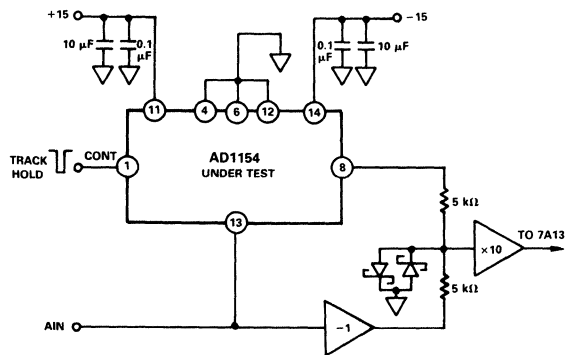 +15
−15
10 µF
0.1 µF
0.1 µF
10 µF
11
4
6
12
14
TRACK HOLD
CONT
1
AD1154
UNDER TEST
8
13
5 kΩ
×10
TO 7A13
5 kΩ
AIN
−1